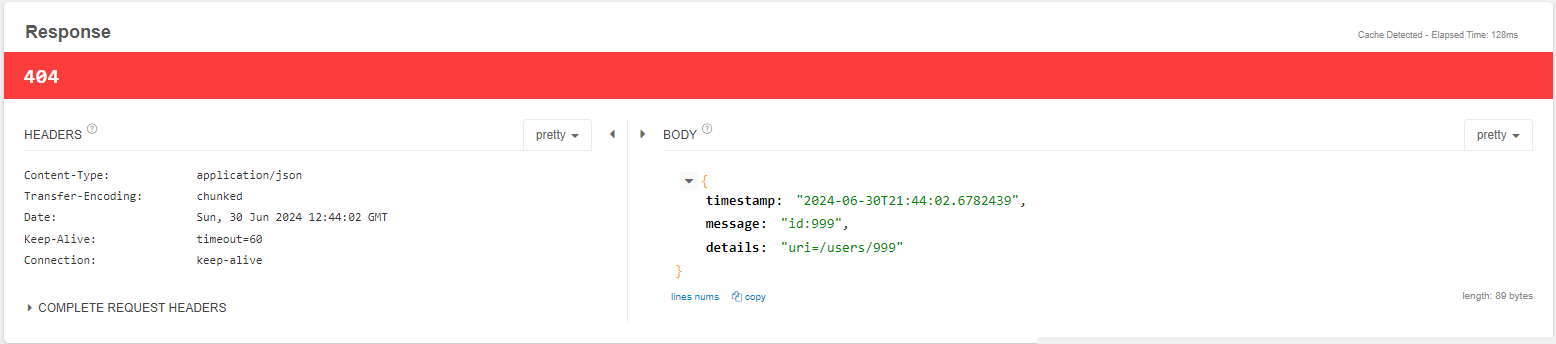 Response
Cache Detected - Elapsed Time: 128ms
404
HEADERS ? pretty
Content-Type: application/json
Transfer-Encoding: chunked
Date: Sun, 30 Jun 2024 12:44:02 GMT
Keep-Alive: timeout=60
Connection: keep-alive
COMPLETE REQUEST HEADERS
BODY ? pretty
{
timestamp: "2024-06-30T21:44:02.6782439",
message: "id:999",
details: "uri=/users/999"
}
lines nums copy length: 89 bytes